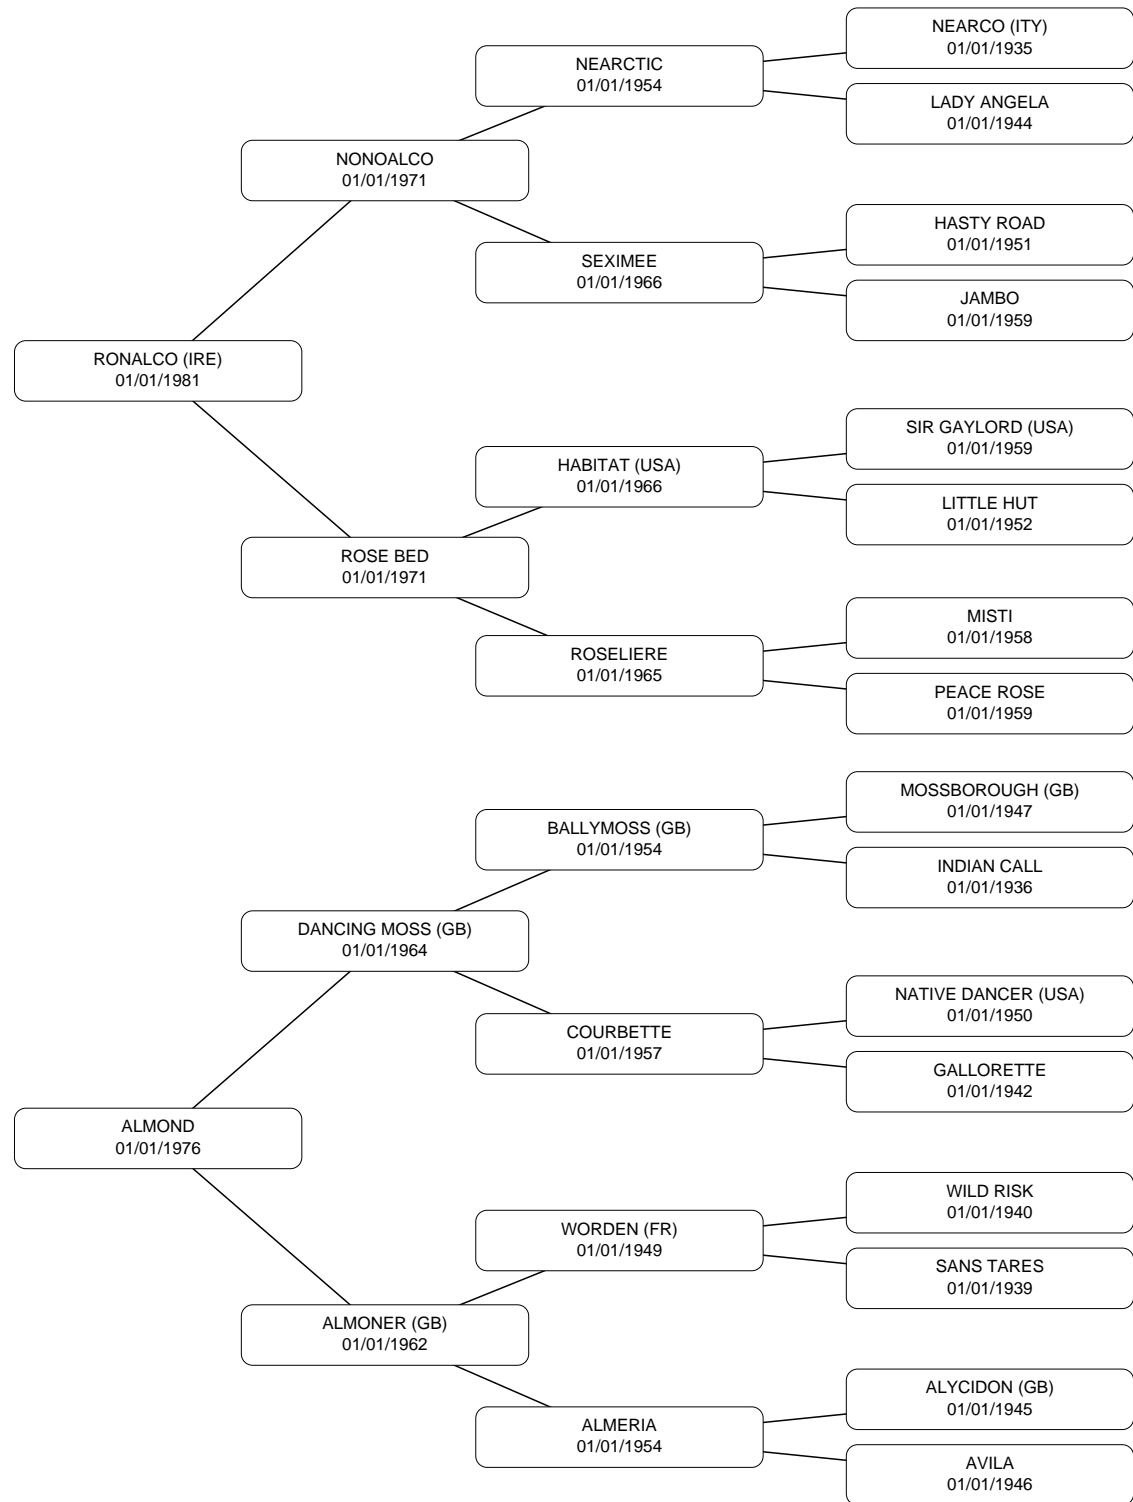 NEARCO (ITY)
01/01/1935
NEARCTIC
01/01/1954
LADY ANGELA
01/01/1944
NONOALCO
01/01/1971
HASTY ROAD
01/01/1951
SEXIMEE
01/01/1966
JAMBO
01/01/1959
RONALCO (IRE)
01/01/1981
SIR GAYLORD (USA)
01/01/1959
HABITAT (USA)
01/01/1966
LITTLE HUT
01/01/1952
ROSE BED
01/01/1971
MISTI
01/01/1958
ROSELIERE
01/01/1965
PEACE ROSE
01/01/1959
MOSSBOROUGH (GB)
01/01/1947
BALLYMOSS (GB)
01/01/1954
INDIAN CALL
01/01/1936
DANCING MOSS (GB)
01/01/1964
NATIVE DANCER (USA)
01/01/1950
COURBETTE
01/01/1957
GALLORETTE
01/01/1942
ALMOND
01/01/1976
WILD RISK
01/01/1940
WORDEN (FR)
01/01/1949
SANS TARES
01/01/1939
ALMONER (GB)
01/01/1962
ALYCIDON (GB)
01/01/1945
ALMERIA
01/01/1954
AVILA
01/01/1946